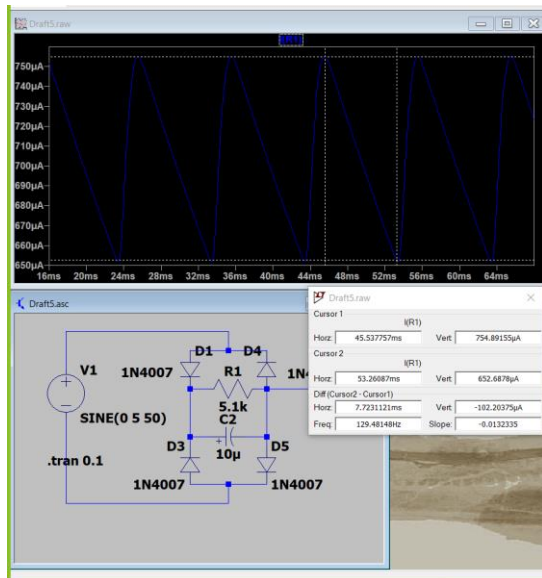 Draft5.raw
I(R1)
750µA
740µA
730µA
720µA
710µA
700µA
690µA
680µA
670µA
660µA
650µA
16ms 20ms 24ms 28ms 32ms 36ms 40ms 44ms 48ms 52ms 56ms 60ms 64ms
Draft5.asc
V1
SINE(0 5 50)
.tran 0.1
D1 D4
1N4007 R1 1N4
5.1k
C2
D3 10µ D5
1N4007 1N4007
Draft5.raw
Cursor 1
I(R1)
Horz: 45.537757ms Vert: 754.89155µA
Cursor 2
I(R1)
Horz: 53.26087ms Vert: 652.6878µA
Diff (Cursor2 - Cursor1)
Horz: 7.7231121ms Vert: -102.20375µA
Freq: 129.48148Hz Slope: -0.0132335